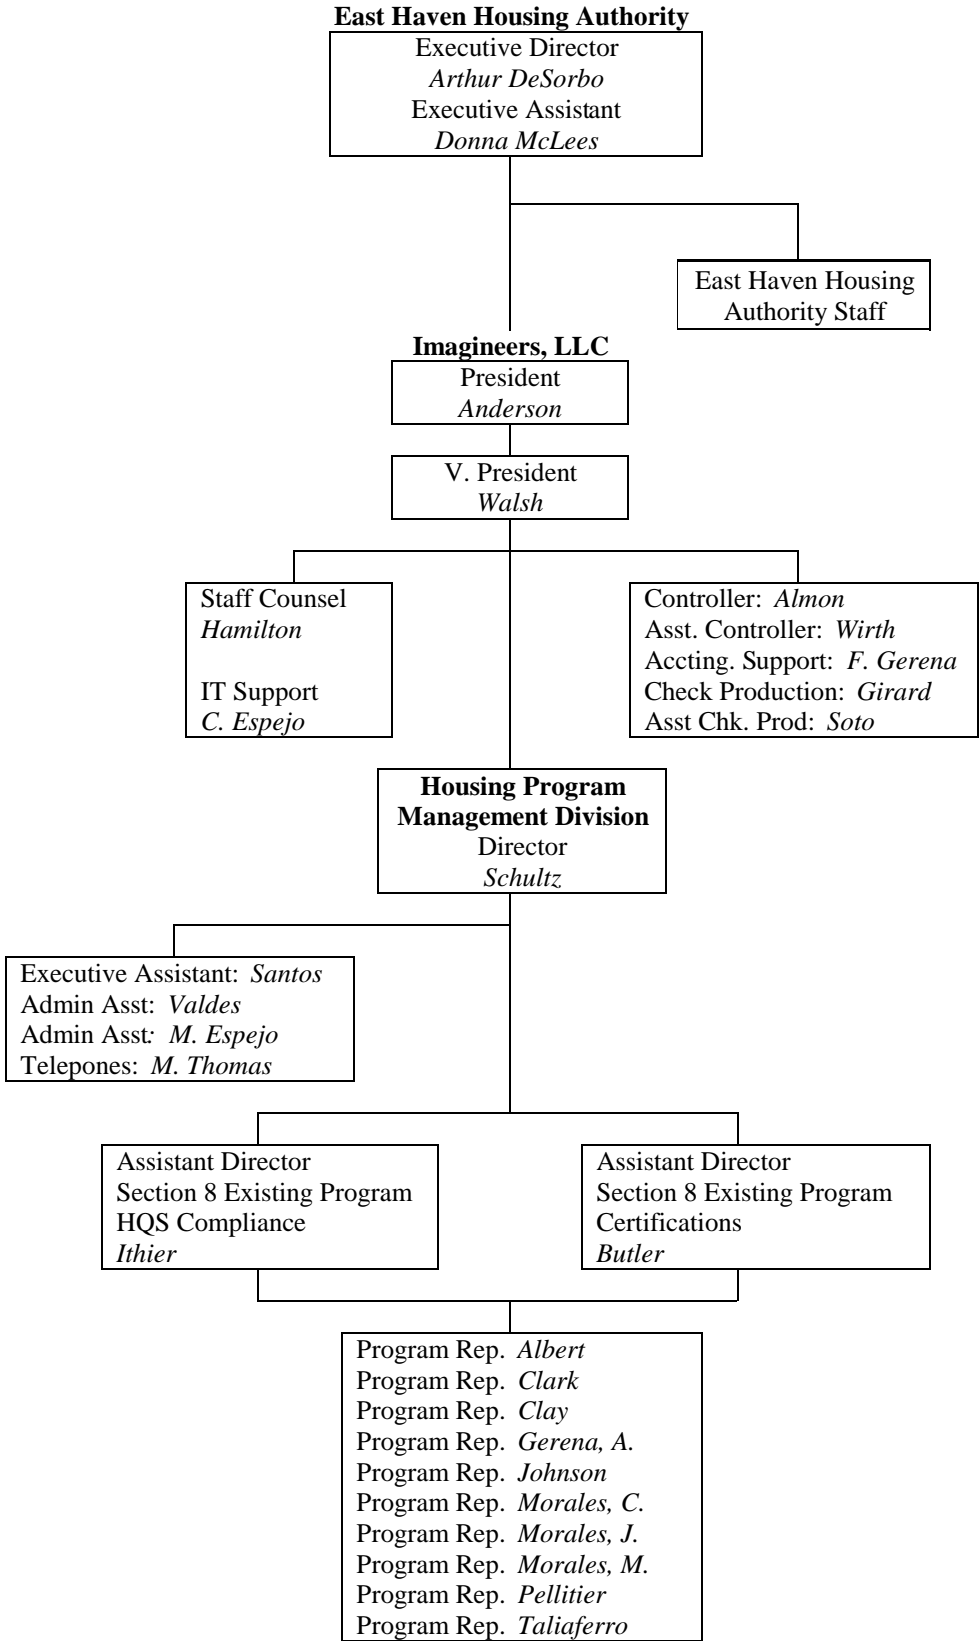 East Haven Housing Authority
Executive Director
Arthur DeSorbo
Executive Assistant
Donna McLees
East Haven Housing
Authority Staff
Imagineers, LLC
President
Anderson
V. President
Walsh
Staff Counsel
Hamilton
IT Support
C. Espejo
Controller: Almon
Asst. Controller: Wirth
Accting. Support: F. Gerena
Check Production: Girard
Asst Chk. Prod: Soto
Housing Program
Management Division
Director
Schultz
Executive Assistant: Santos
Admin Asst: Valdes
Admin Asst: M. Espejo
Telepones: M. Thomas
Assistant Director
Section 8 Existing Program
HQS Compliance
Ithier
Assistant Director
Section 8 Existing Program
Certifications
Butler
Program Rep. Albert
Program Rep. Clark
Program Rep. Clay
Program Rep. Gerena, A.
Program Rep. Johnson
Program Rep. Morales, C.
Program Rep. Morales, J.
Program Rep. Morales, M.
Program Rep. Pellitier
Program Rep. Taliaferro